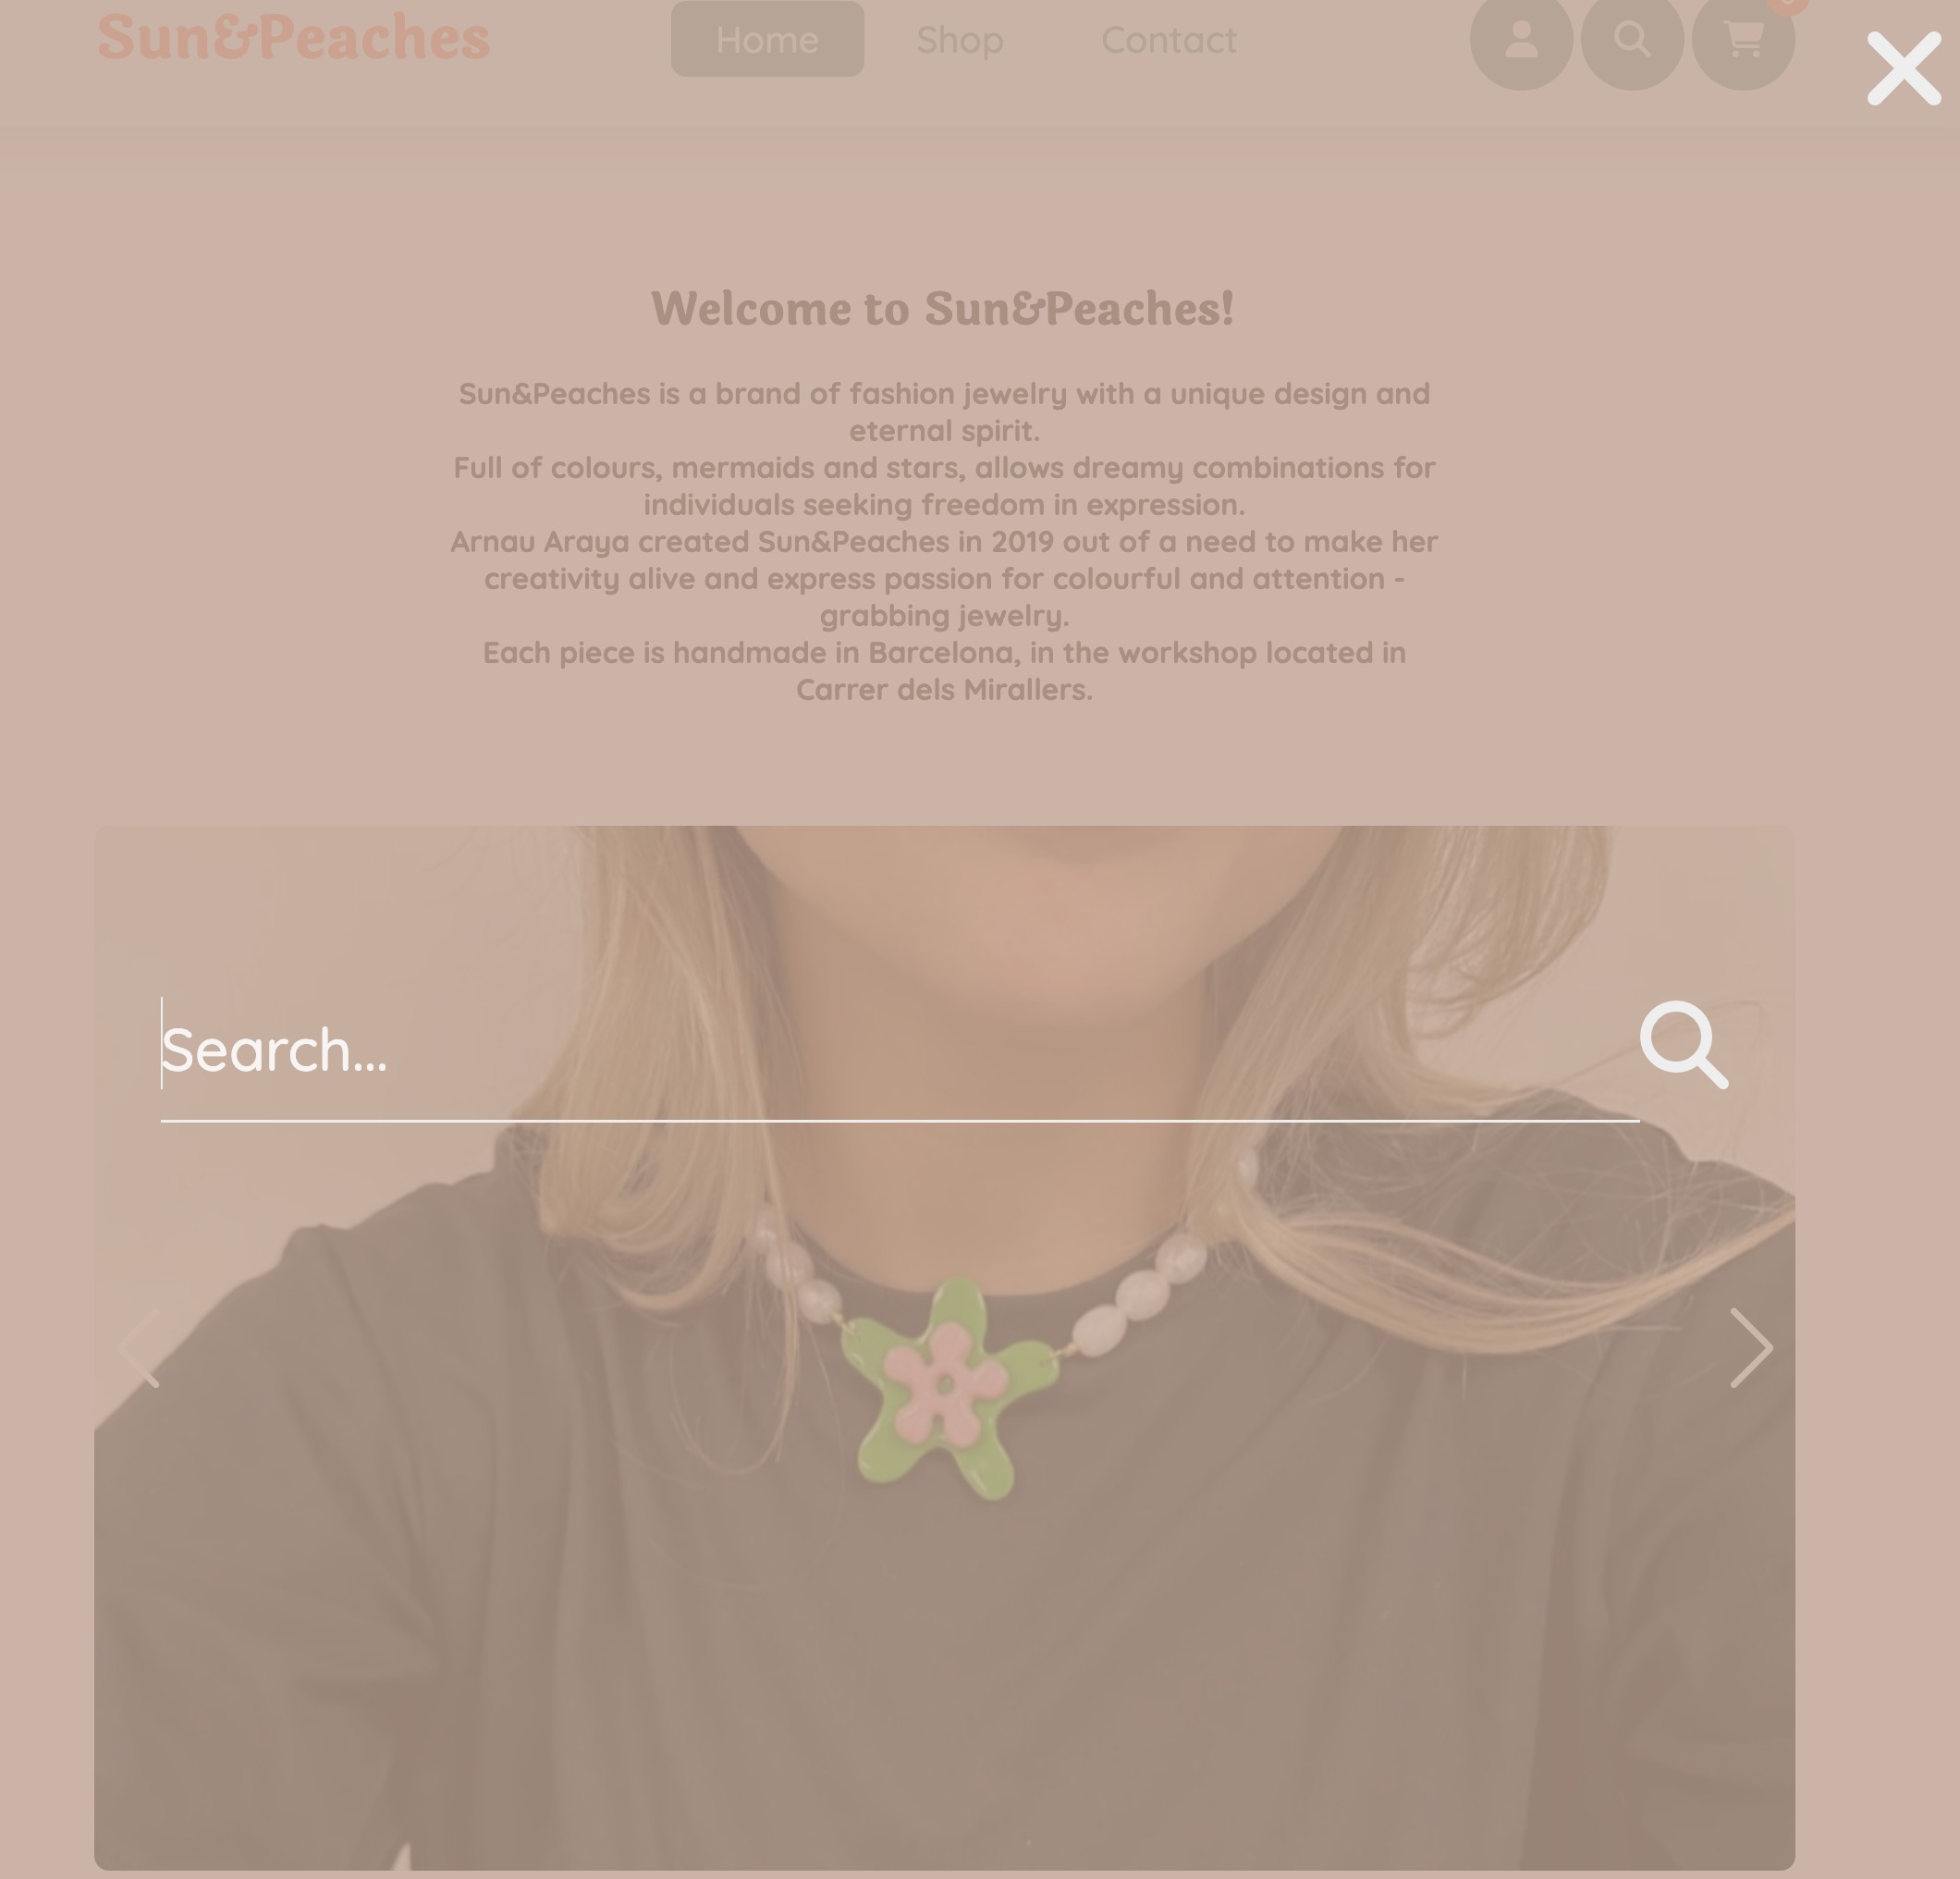 Sun&Peaches
Home
Shop
Contact
Welcome to Sun&Peaches!
Sun&Peaches is a brand of fashion jewelry with a unique design and
eternal spirit.
Full of colours, mermaids and stars, allows dreamy combinations for
individuals seeking freedom in expression.
Arnau Araya created Sun&Peaches in 2019 out of a need to make her
creativity alive and express passion for colourful and attention -
grabbing jewelry.
Each piece is handmade in Barcelona, in the workshop located in
Carrer dels Mirallers.
Search...